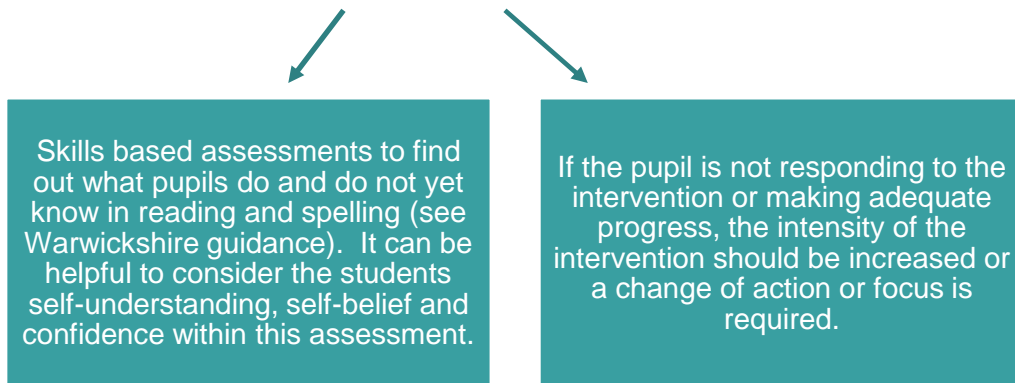 Skills based assessments to find
out what pupils do and do not yet
know in reading and spelling (see
Warwickshire guidance).  It can be
helpful to consider the students
self-understanding, self-belief and
confidence within this assessment.
If the pupil is not responding to the
intervention or making adequate
progress, the intensity of the
intervention should be increased or
a change of action or focus is
required.